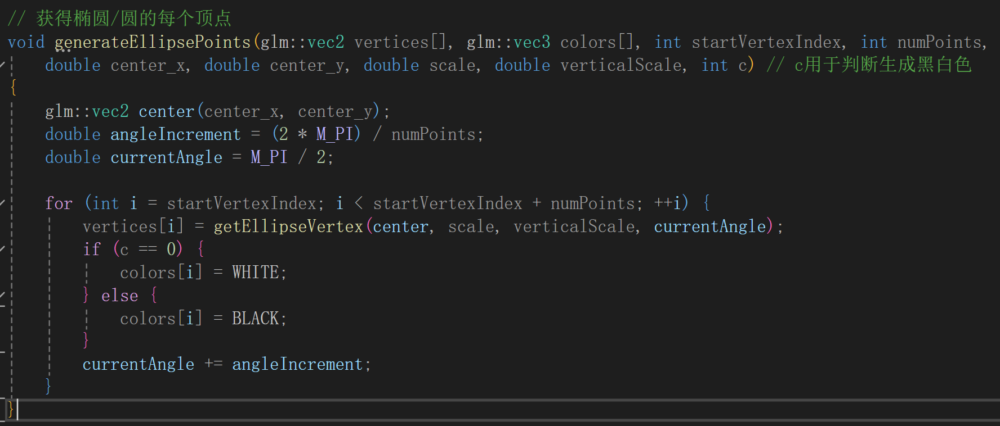 // 获得椭圆/圆的每个顶点
void generateEllipsePoints(glm::vec2 vertices[], glm::vec3 colors[], int startVertexIndex, int numPoints,
double center_x, double center_y, double scale, double verticalScale, int c) // c用于判断生成黑白色
{
glm::vec2 center(center_x, center_y);
double angleIncrement = (2 * M_PI) / numPoints;
double currentAngle = M_PI / 2;
for (int i = startVertexIndex; i < startVertexIndex + numPoints; ++i) {
vertices[i] = getEllipseVertex(center, scale, verticalScale, currentAngle);
if (c == 0) {
colors[i] = WHITE;
} else {
colors[i] = BLACK;
}
currentAngle += angleIncrement;
}
}